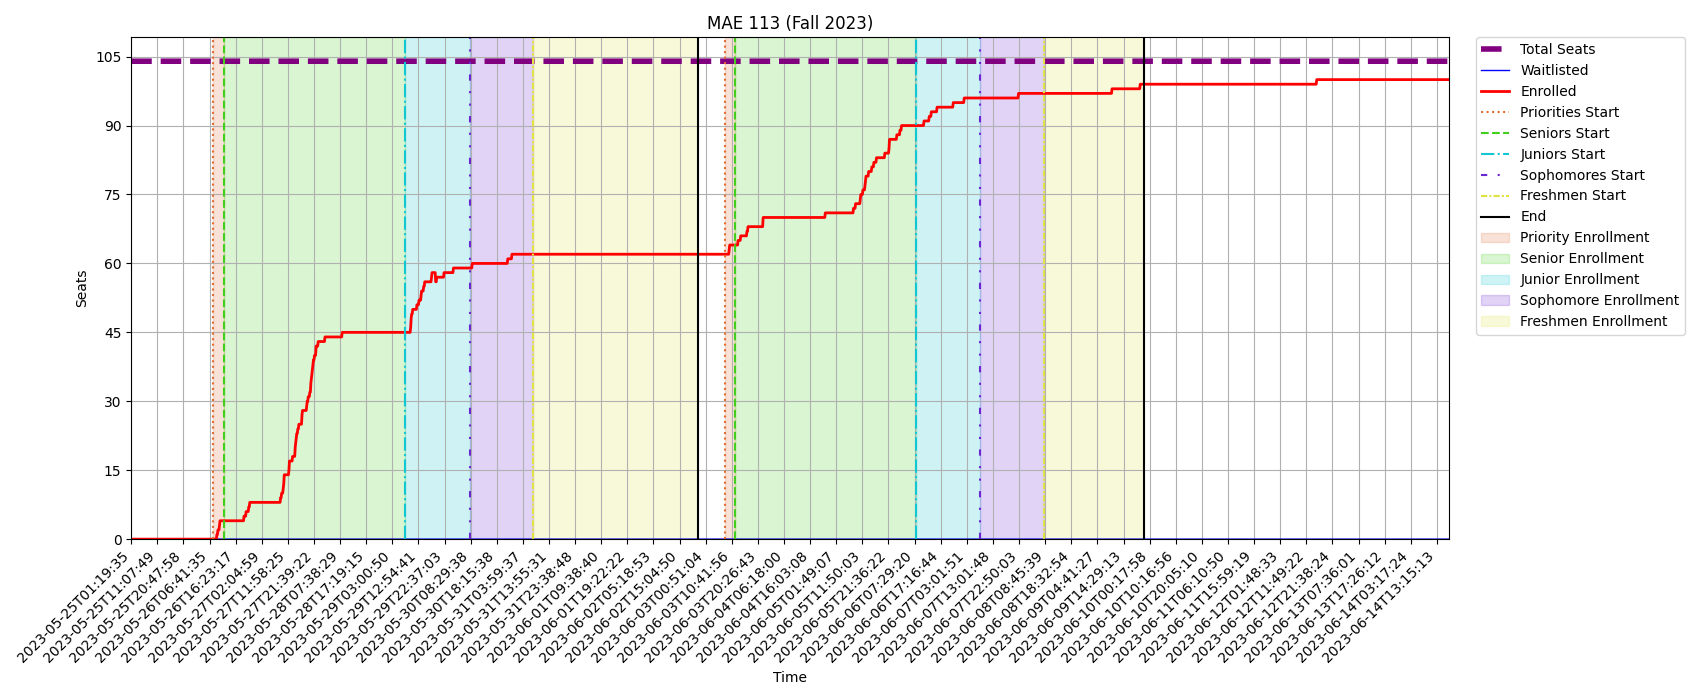 MAE 113 (Fall 2023)
Seats
105
90
75
60
45
30
15
0
2023-05-25T01:19:35
2023-05-25T11:07:49
2023-05-25T20:47:58
2023-05-26T06:41:35
2023-05-26T16:23:17
2023-05-27T02:04:59
2023-05-27T11:58:25
2023-05-27T21:39:22
2023-05-28T07:38:29
2023-05-28T17:19:15
2023-05-29T03:00:50
2023-05-29T12:54:41
2023-05-29T22:37:03
2023-05-30T08:29:38
2023-05-30T18:15:38
2023-05-31T03:59:37
2023-05-31T13:55:31
2023-05-31T23:38:48
2023-06-01T09:38:40
2023-06-01T19:22:22
2023-06-02T05:18:53
2023-06-02T15:04:50
2023-06-03T00:51:04
2023-06-03T10:41:56
2023-06-03T20:26:43
2023-06-04T06:18:00
2023-06-04T16:03:08
2023-06-05T01:49:07
2023-06-05T11:50:03
2023-06-05T21:36:22
2023-06-06T07:29:20
2023-06-06T17:16:44
2023-06-07T03:01:51
2023-06-07T13:01:48
2023-06-07T22:50:03
2023-06-08T08:45:39
2023-06-08T18:32:54
2023-06-09T04:41:27
2023-06-09T14:29:13
2023-06-10T00:17:58
2023-06-10T10:16:56
2023-06-10T20:05:10
2023-06-11T06:10:50
2023-06-11T15:59:19
2023-06-12T01:48:33
2023-06-12T11:49:22
2023-06-12T21:38:24
2023-06-13T07:36:01
2023-06-13T17:26:12
2023-06-14T03:17:24
2023-06-14T13:15:13
Time
Total Seats
Waitlisted
Enrolled
Priorities Start
Seniors Start
Juniors Start
Sophomores Start
Freshmen Start
End
Priority Enrollment
Senior Enrollment
Junior Enrollment
Sophomore Enrollment
Freshmen Enrollment